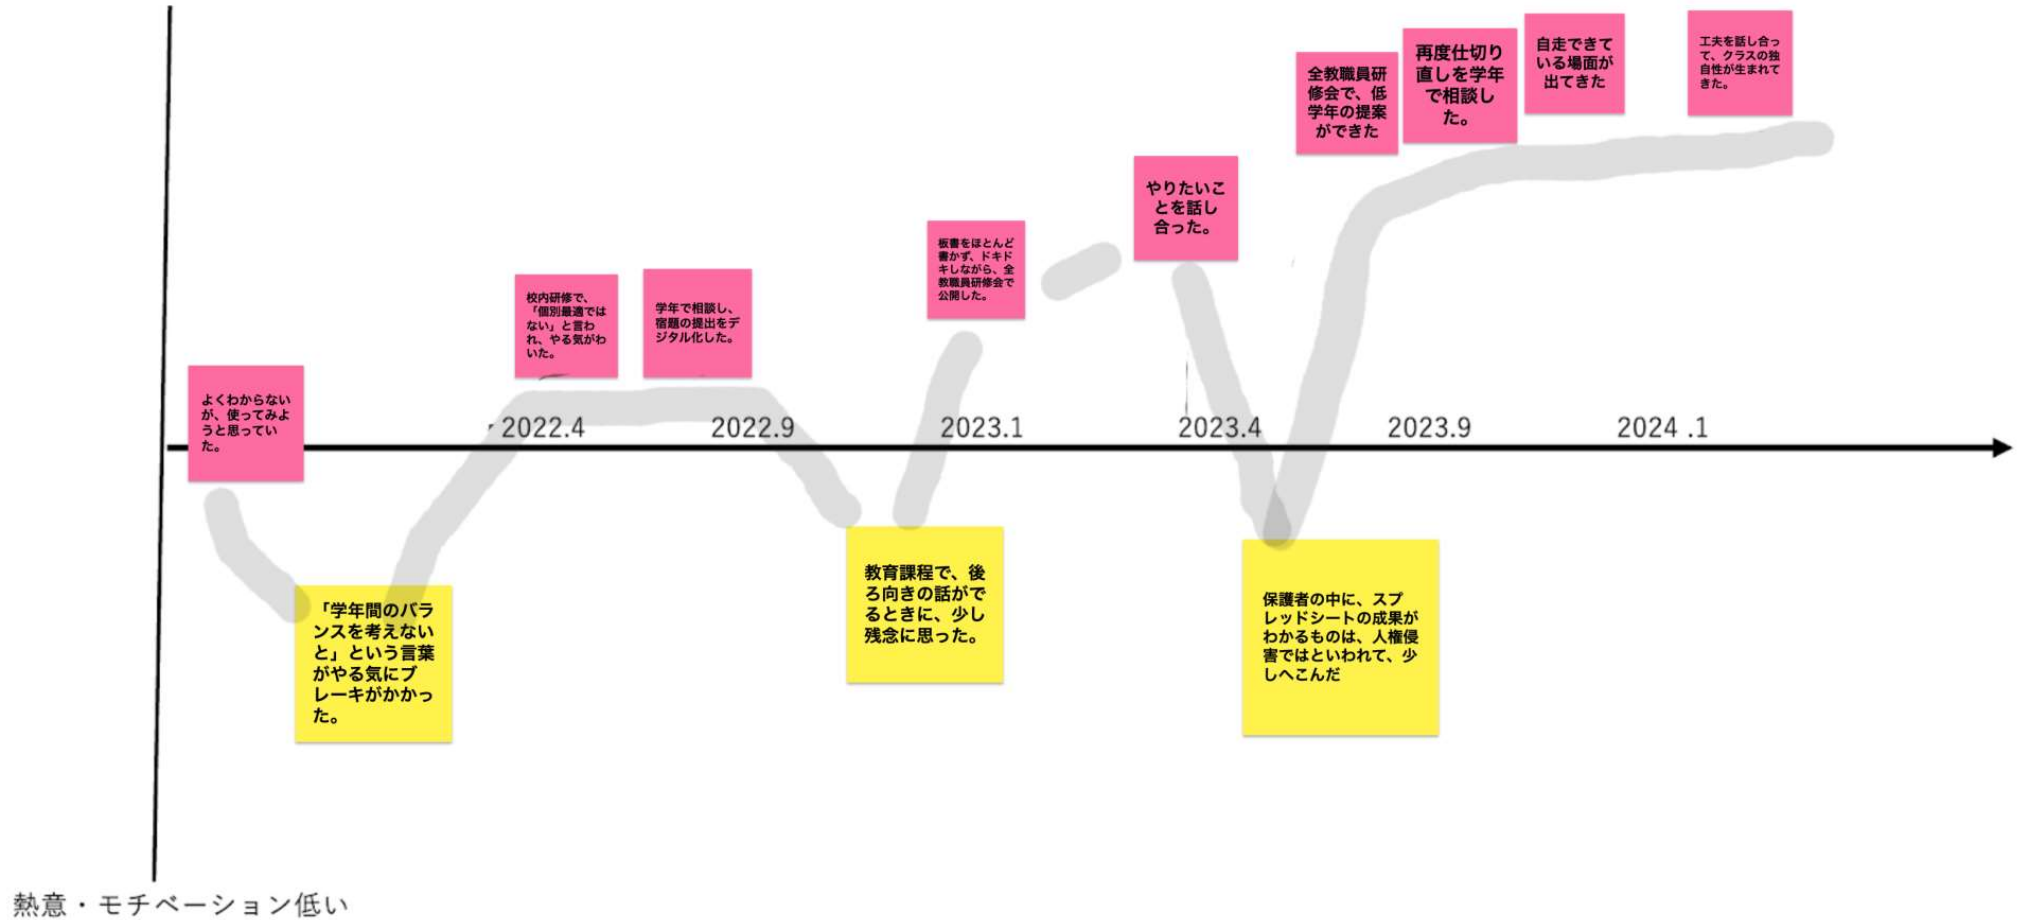 よくわからない
が、使ってみよ
うと思ってい
た。
「学年間のバラ
ンスを考えない
と」という言葉
がやる気にブ
レーキがかかっ
た。
校内研修で、
「個別最適では
ない」と言わ
れ、やる気がわ
いた。
学年で相談し、
宿題の提出をデ
ジタル化した。
教育課程で、後
ろ向きの話がで
るときに、少し
残念に思った。
板書をほとんど
書かず、ドキド
キしながら、全
教職員研修会で
公開した。
やりたいこ
とを話し
合った。
保護者の中に、スプ
レッドシートの成果が
わかるものは、人権侵
害ではといわれて、少
しへこんだ
全教職員研
修会で、低
学年の提案
ができた
再度仕切り
直しを学年
で相談し
た。
自走できて
いる場面が
出てきた
工夫を話し合っ
て、クラスの独
自性が生まれて
きた。
2022.4
2022.9
2023.1
2023.4
2023.9
2024 .1
熱意・モチベーション低い